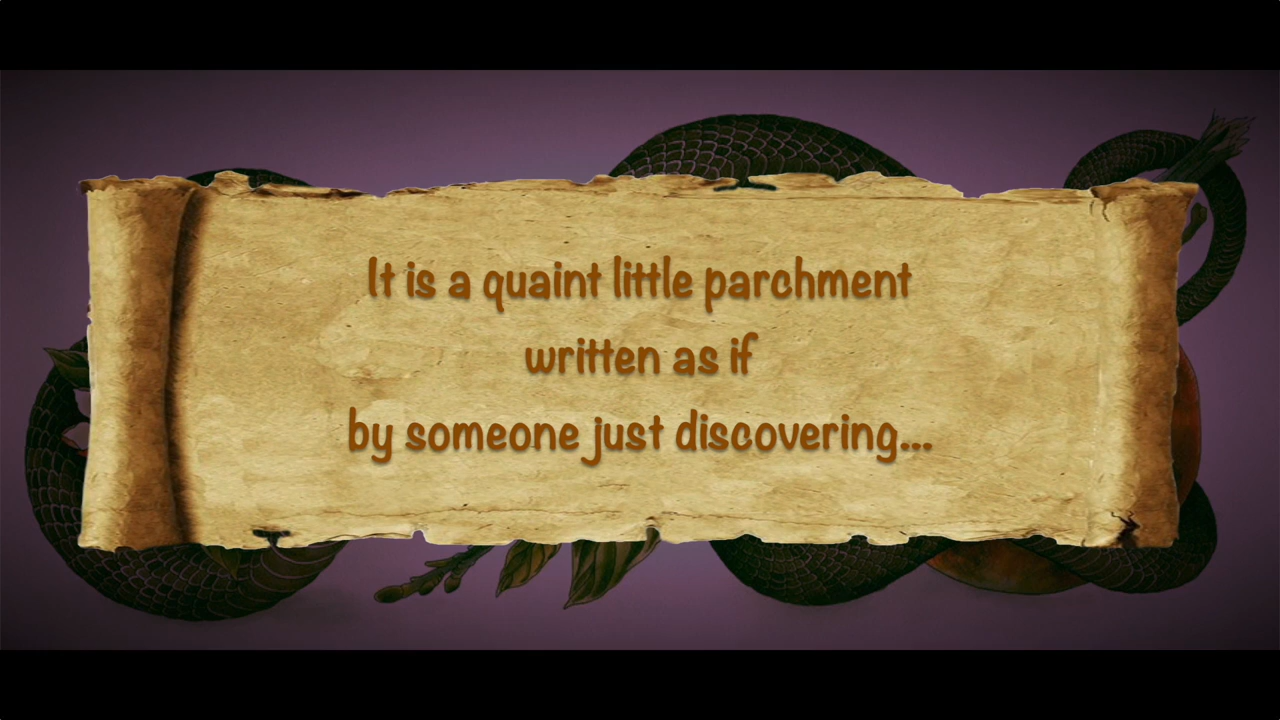 It is a quaint little parchment
written as if
by someone just discovering...